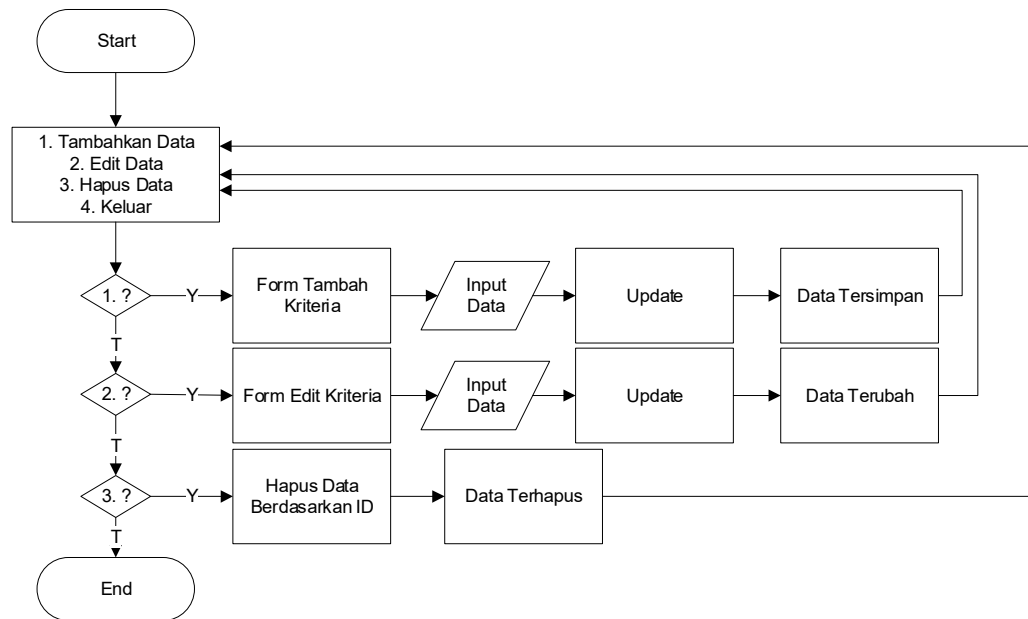 Start
1. Tambahkan Data
2. Edit Data
3. Hapus Data
4. Keluar
1. ?
Y
Form Tambah
Kriteria
Input
Data
Update
Data Tersimpan
T
2. ?
Y
Form Edit Kriteria
Input
Data
Update
Data Terubah
T
3. ?
Y
Hapus Data
Berdasarkan ID
Data Terhapus
T
End